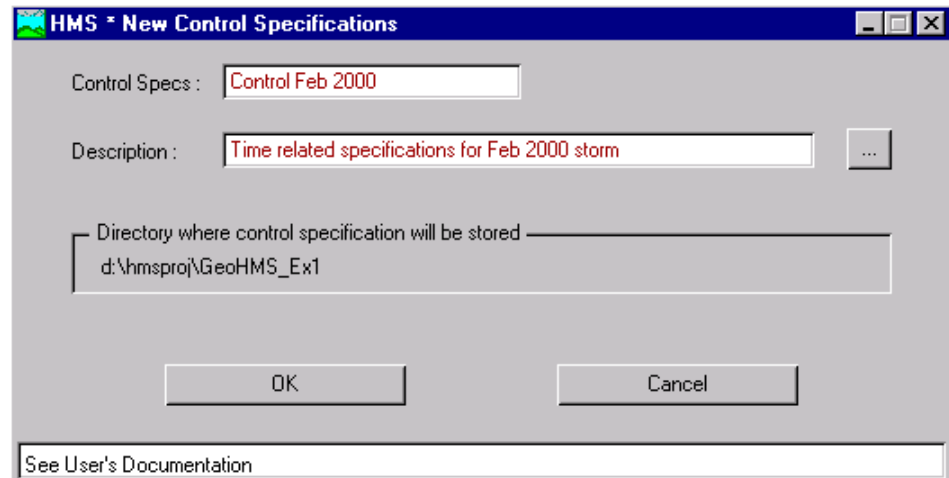 HMS * New Control Specifications
Control Specs : Control Feb 2000
Description : Time related specifications for Feb 2000 storm ...
Directory where control specification will be stored
d:\hmsproj\GeoHMS_Ex1
OK Cancel
See User's Documentation